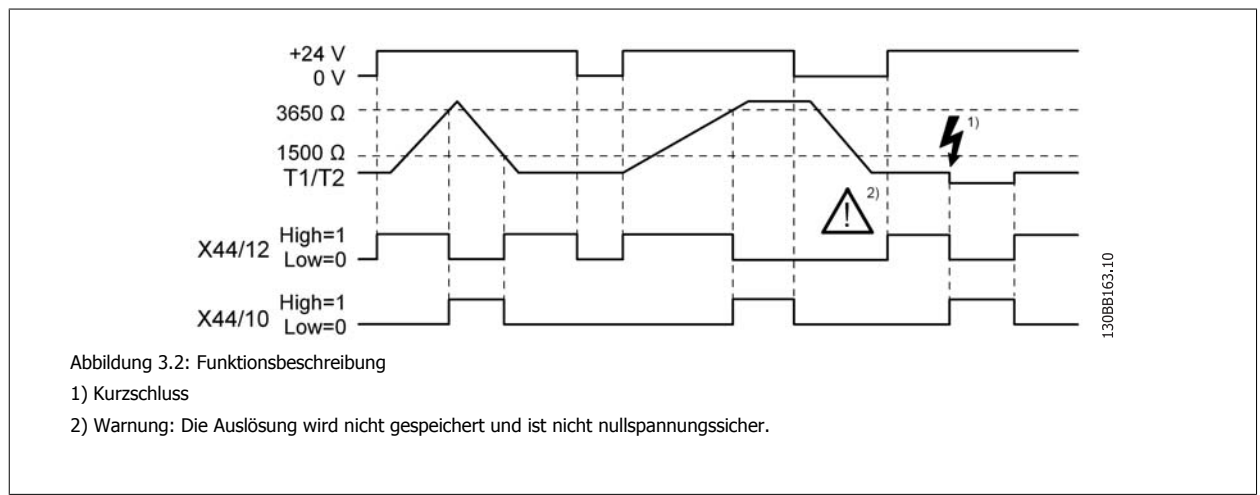 +24 V
0 V
3650 Ω
1500 Ω
T1/T2
1)
2)
X44/12 High=1
Low=0
X44/10 High=1
Low=0
130BB163.10
Abbildung 3.2: Funktionsbeschreibung
1) Kurzschluss
2) Warnung: Die Auslösung wird nicht gespeichert und ist nicht nullspannungssicher.